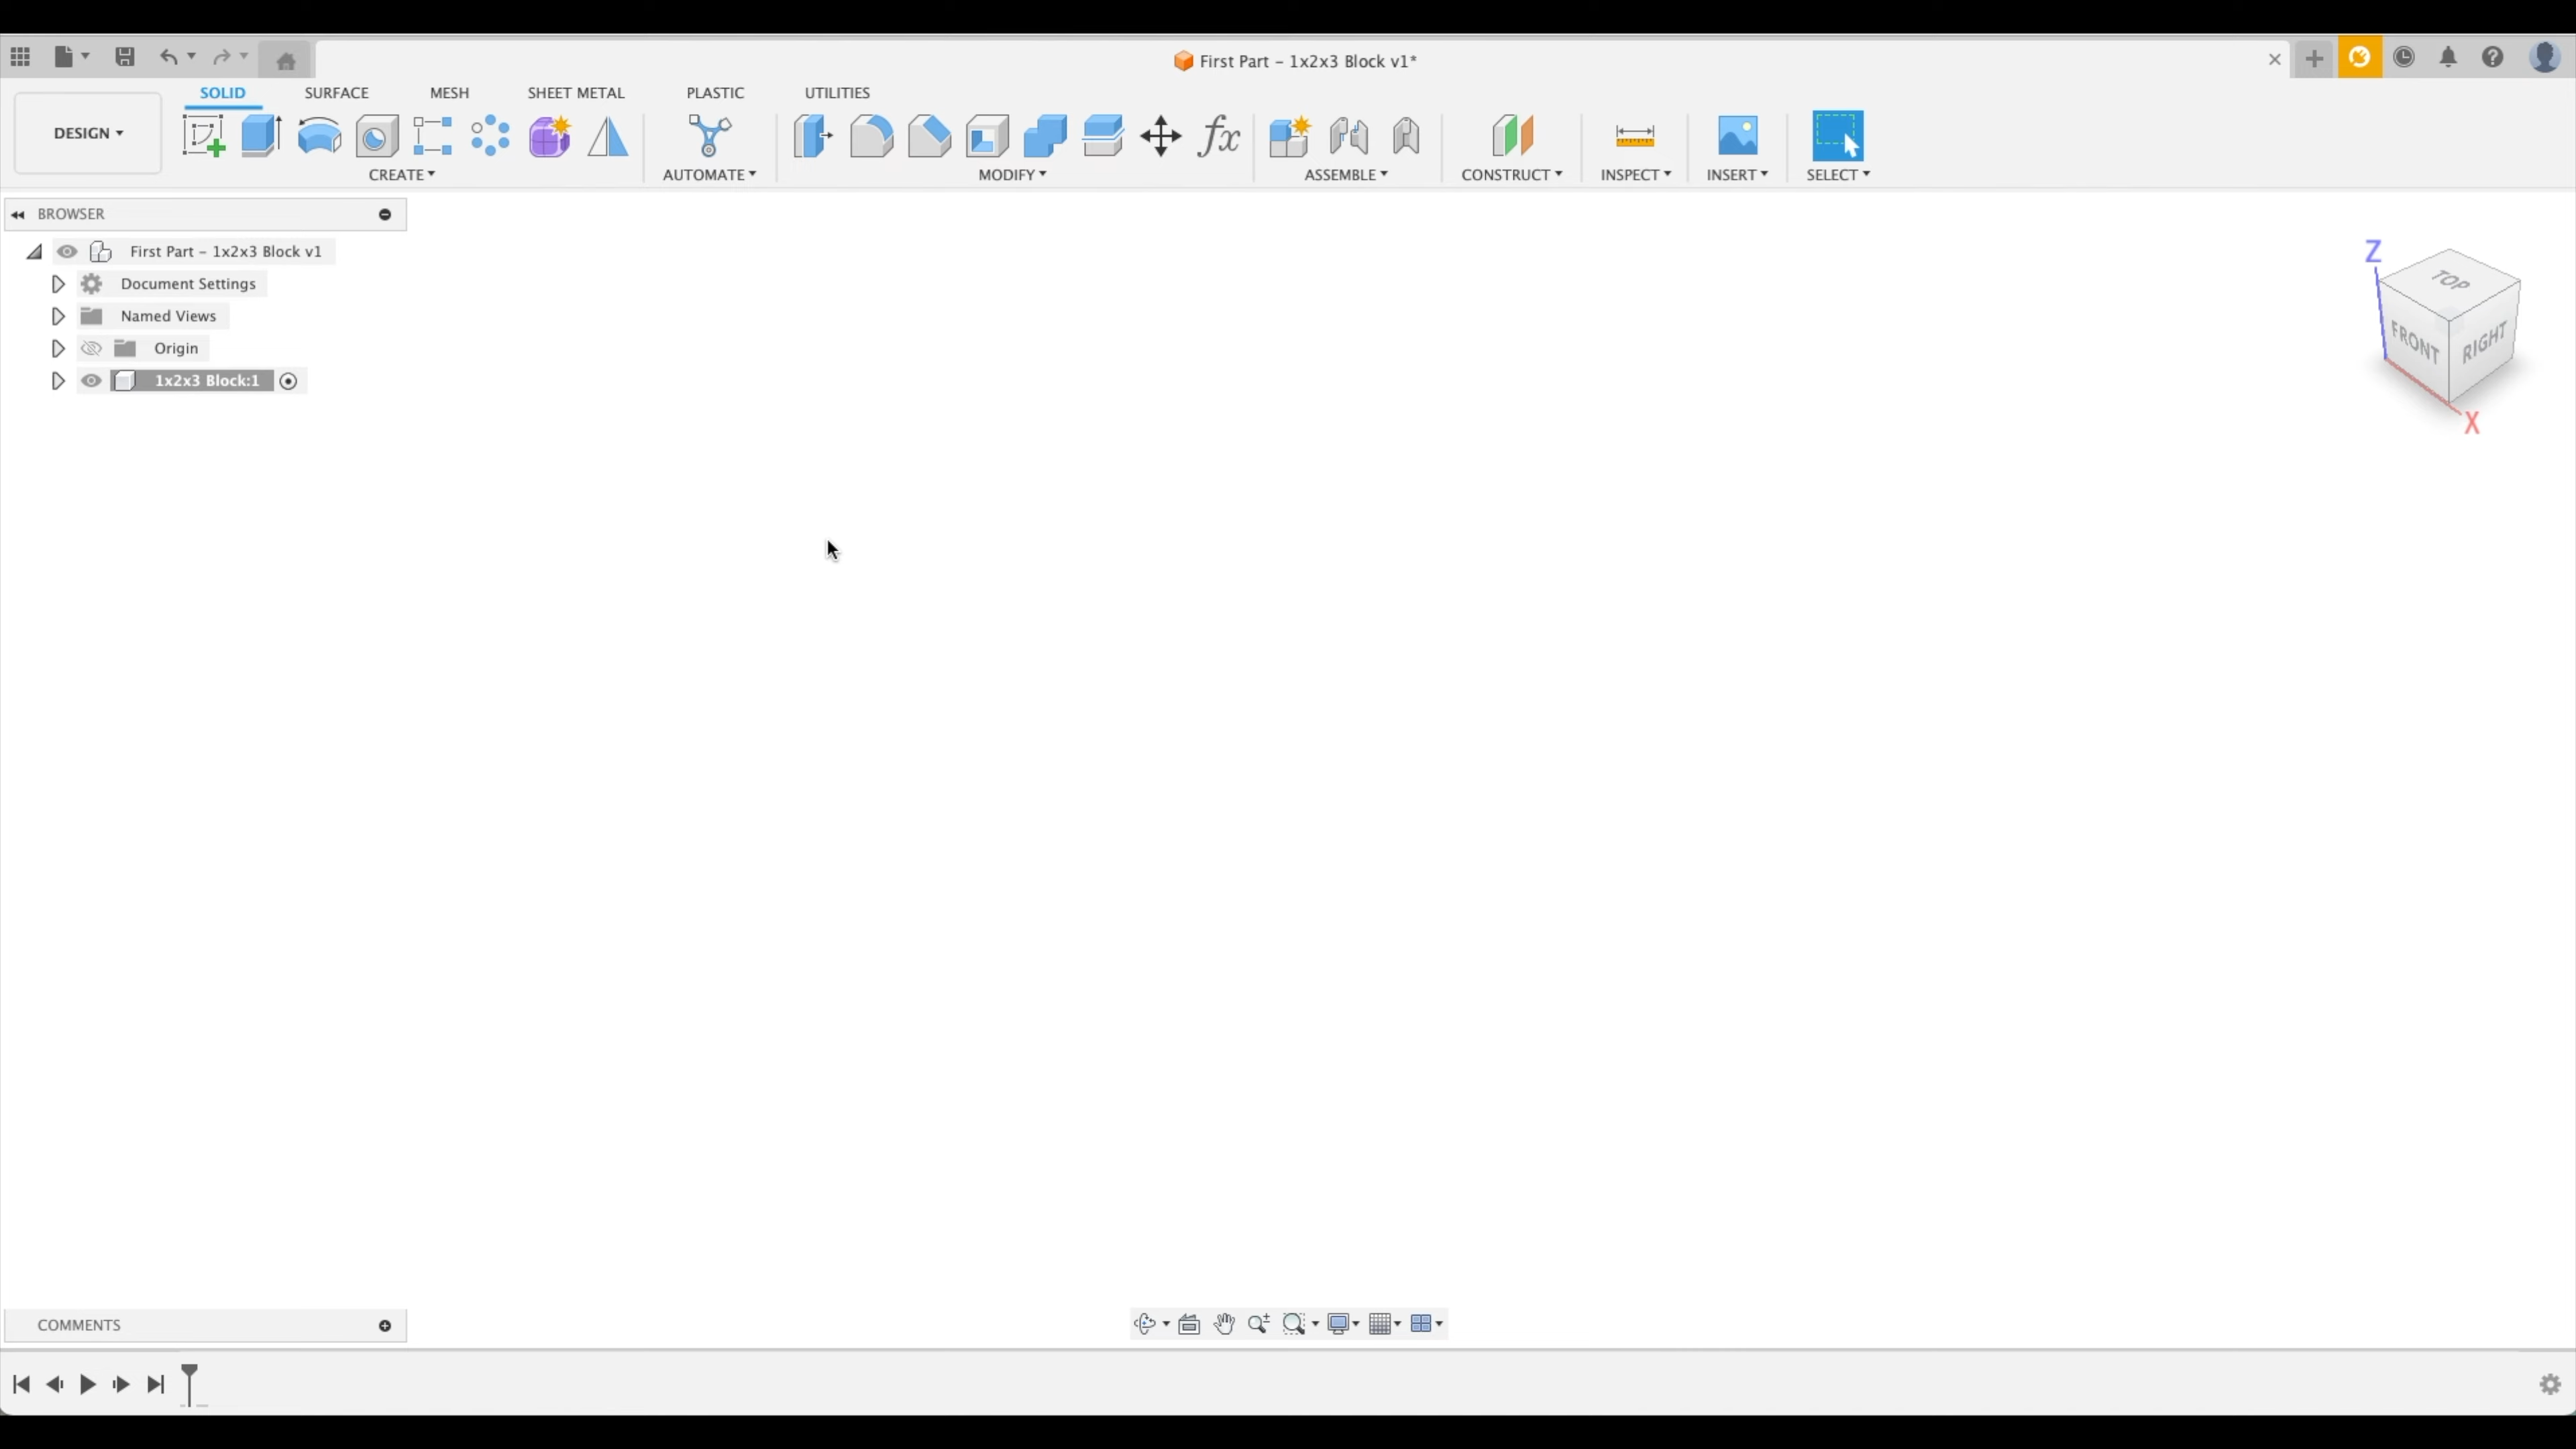 First Part – 1x2x3 Block v1*
DESIGN
SOLID
SURFACE
MESH
SHEET METAL
PLASTIC
UTILITIES
fx
CREATE
AUTOMATE
MODIFY
ASSEMBLE
CONSTRUCT
INSPECT
INSERT
SELECT
BROWSER
First Part – 1x2x3 Block v1
Document Settings
Named Views
Origin
1x2x3 Block:1
Z
TOP
FRONT
RIGHT
X
COMMENTS